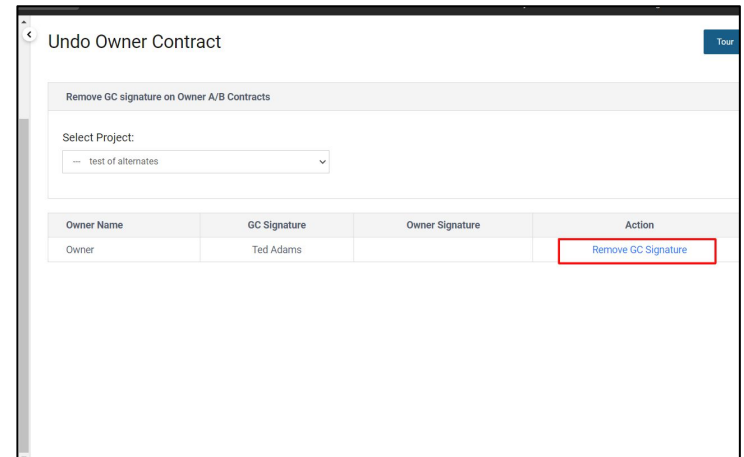 Undo Owner Contract
Tour
Remove GC signature on Owner A/B Contracts
Select Project:
--- test of alternates
Owner Name GC Signature Owner Signature Action
Owner Ted Adams Remove GC Signature